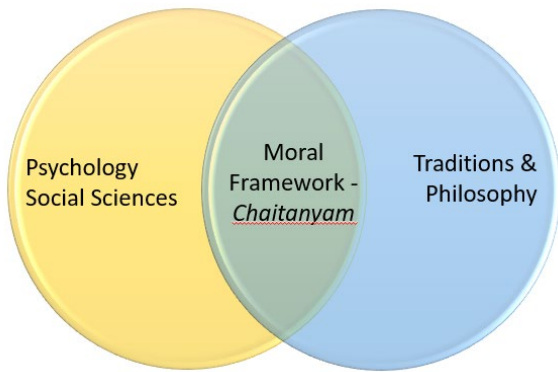 Psychology
Social Sciences
Moral
Framework -
Chaitanyam
Traditions &
Philosophy